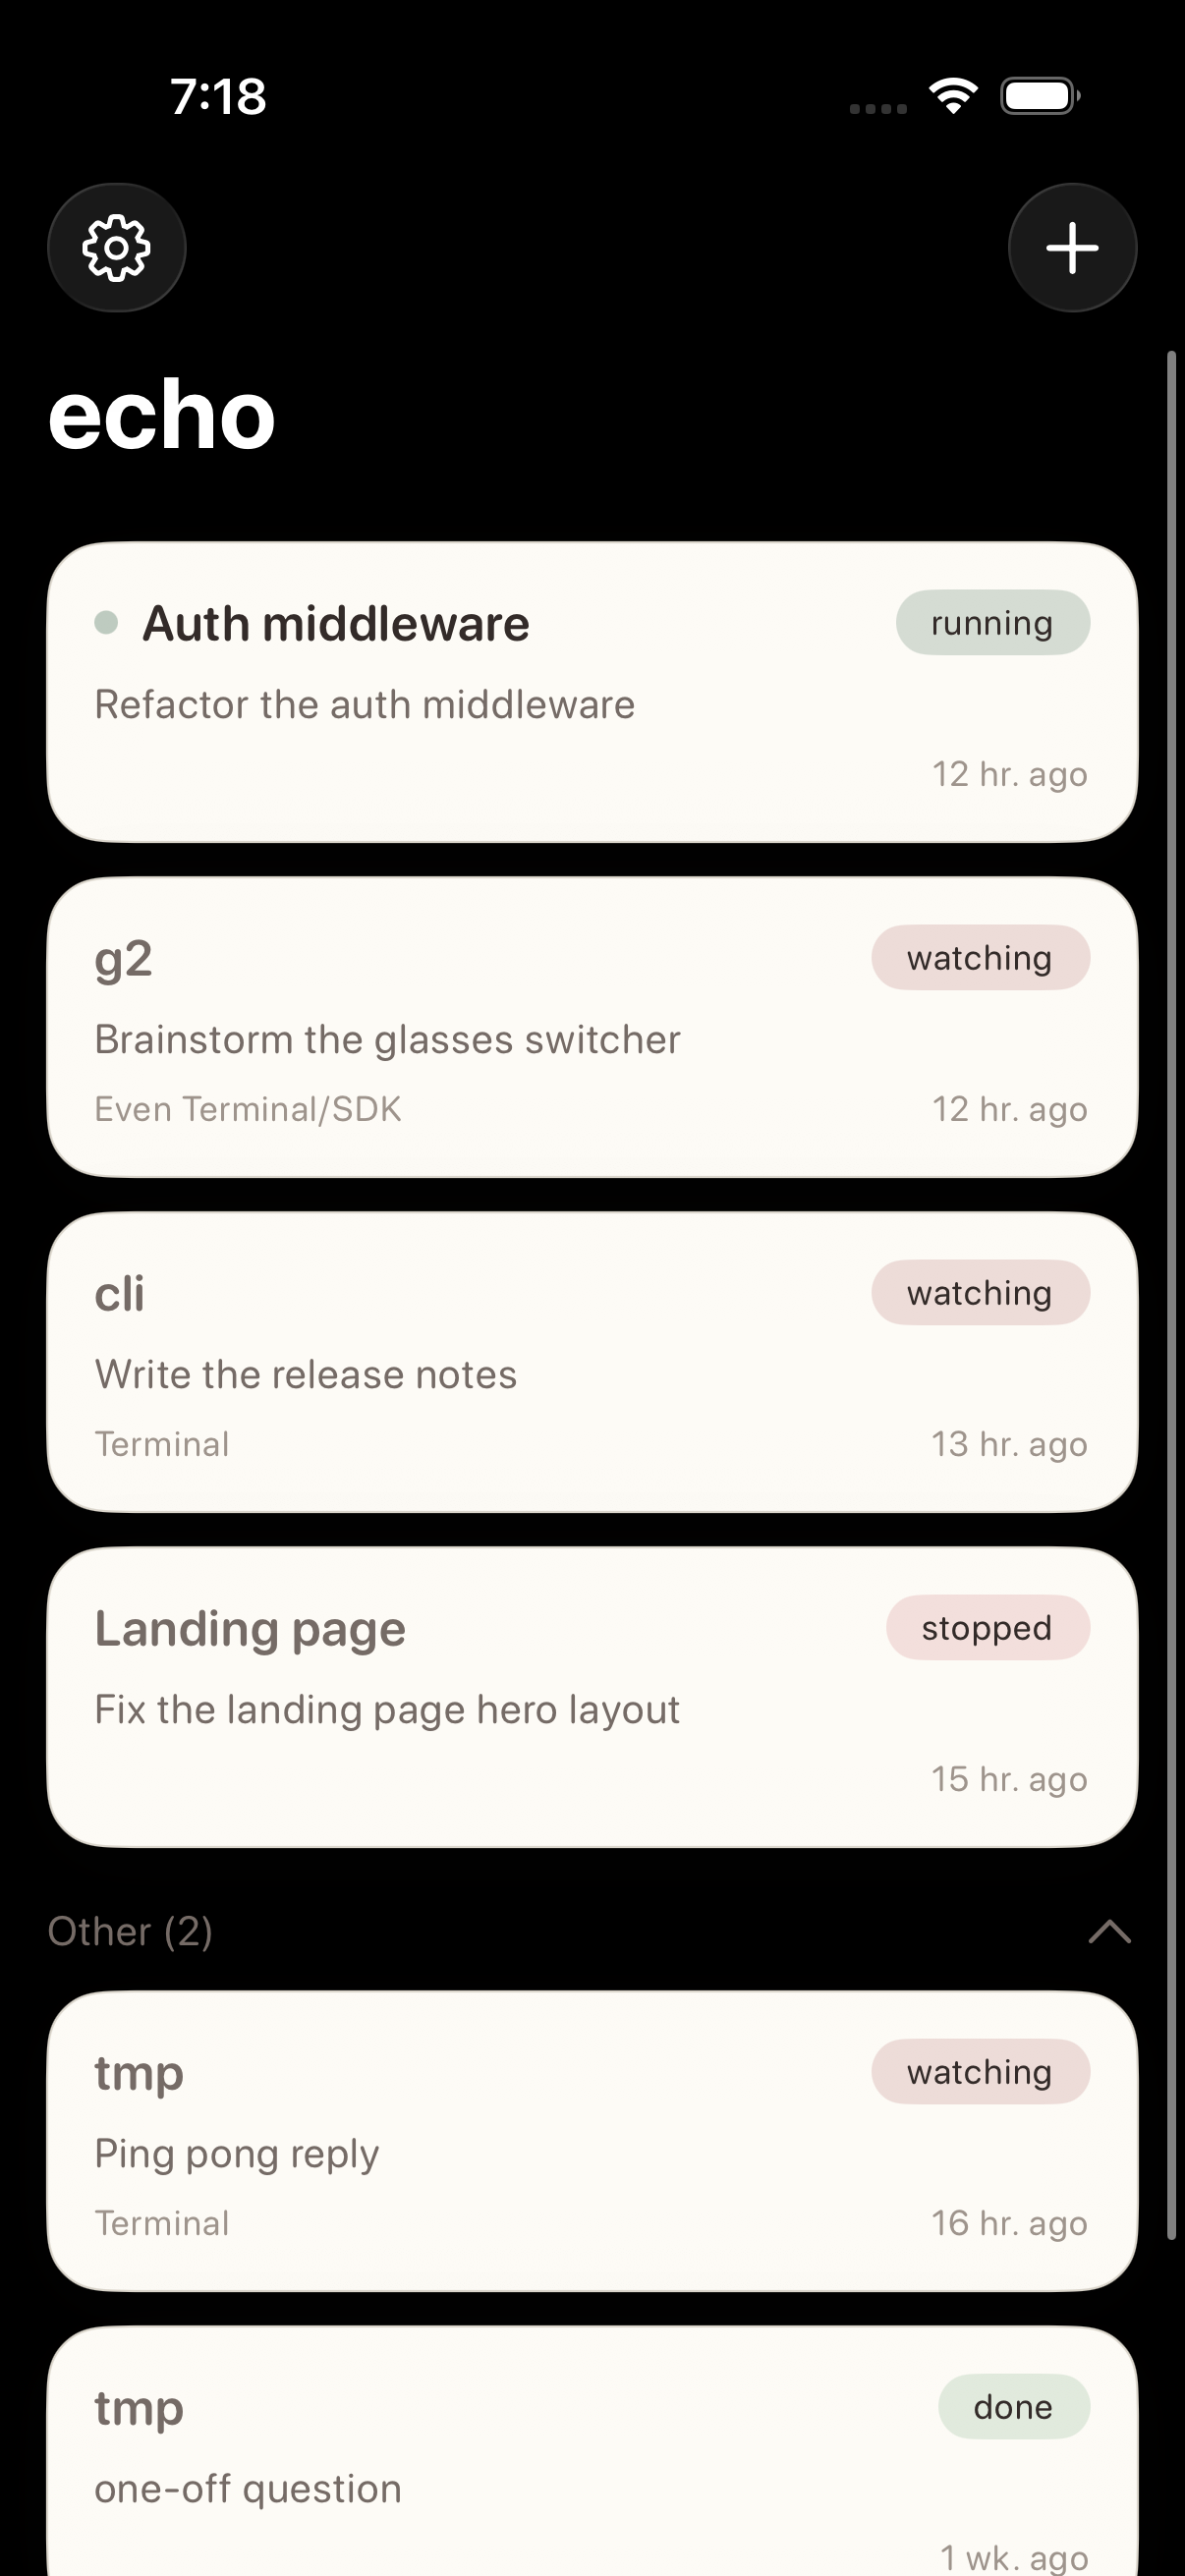 7:18
echo
Auth middleware
running
Refactor the auth middleware
12 hr. ago
g2
watching
Brainstorm the glasses switcher
Even Terminal/SDK
12 hr. ago
cli
watching
Write the release notes
Terminal
13 hr. ago
Landing page
stopped
Fix the landing page hero layout
15 hr. ago
Other (2)
tmp
watching
Ping pong reply
Terminal
16 hr. ago
tmp
done
one-off question
1 wk. ago